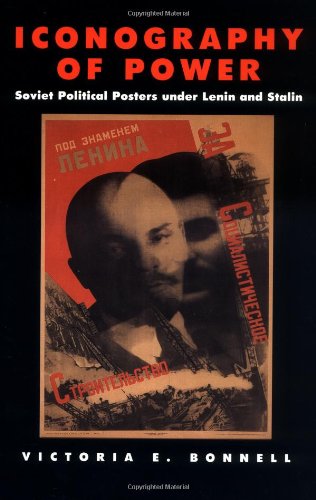 ICONOGRAPHY
OF POWER
Soviet Political Posters under Lenin and Stalin
ПОД ЗНАМЕНЕМ
ЛЕНИНА
ЗА
СОЦИАЛИСТИЧЕСКОЕ
СТРОИТЕЛЬСТВО
VICTORIA E. BONNELL